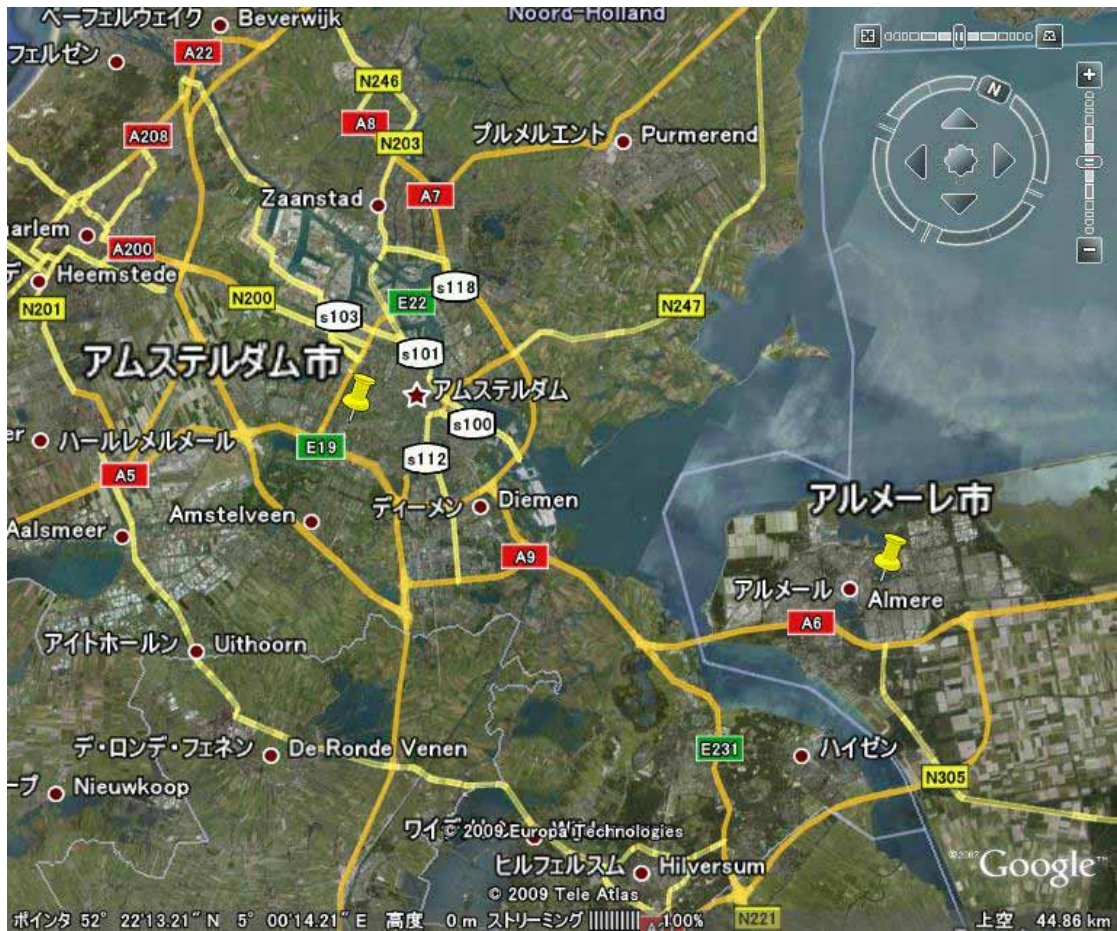 ベーフェルウェイク Beverwijk
Noord-Holland
フェルゼン
A22
N246
A8
A208
N203
プルメルエント Purmerend
N
Zaanstad
A7
aarlem
A200
デ Heemstede
N201
N200
s118
E22
s103
N247
s101
アムステルダム市
アムステルダム
s100
er ハールレメルメール
E19
s112
A5
アルメーレ市
ディーメン Diemen
Amstelveen
Aalsmeer
A9
アルメール Almere
A6
アイトホールン Uithoorn
デ・ロンデ・フェネン De Ronde Venen
E231
ハイゼン
N305
ープ Nieuwkoop
© 2009 Europa Technologies
ヒルフェルスム Hilversum
©2007 Google™
© 2009 Tele Atlas
N221
ポインタ 52° 22'13.21" N 5° 00'14.21" E 高度 0 m ストリーミング 100% 上空 44.86 km